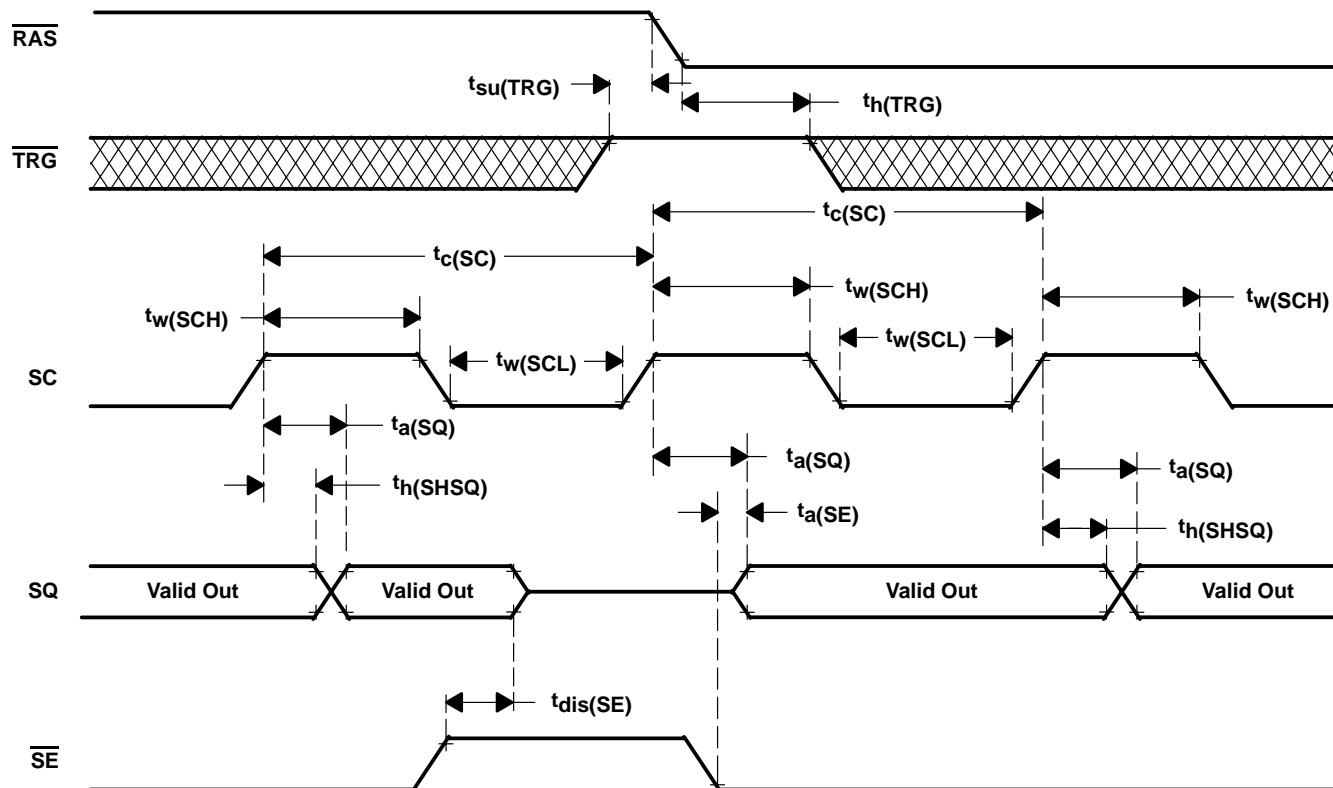 RAS
tsu(TRG)
th(TRG)
TRG
tc(SC)
tc(SC)
tw(SCH)
tw(SCH)
tw(SCH)
tw(SCL)
tw(SCL)
SC
ta(SQ)
ta(SQ)
ta(SQ)
th(SHSQ)
ta(SE)
th(SHSQ)
SQ Valid Out Valid Out Valid Out Valid Out
tdis(SE)
SE